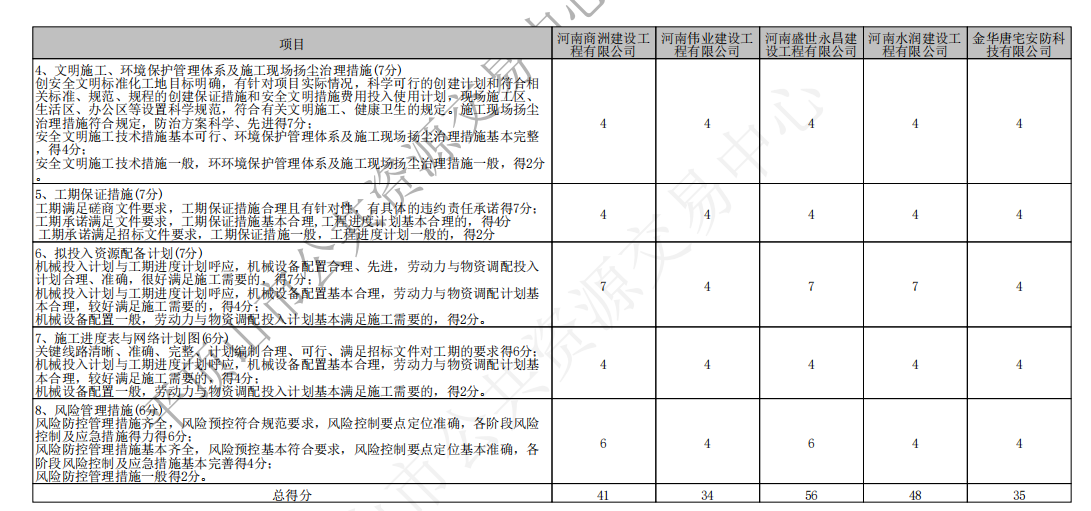 项目
河南商洲建设工
程有限公司
河南伟业建设工
程有限公司
河南盛世永昌建
设工程有限公司
河南水润建设工
程有限公司
金华唐宅安防科
技有限公司
4、文明施工、环境保护管理体系及施工现场扬尘治理措施(7分)
创安全文明标准化工地目标明确，有针对项目实际情况，科学可行的创建计划和符合相
关标准、规范、规程的创建保证措施和安全文明措施费用投入使用计划，现场施工区、
生活区、办公区等设置科学规范，符合有关文明施工、健康卫生的规定；施工现场扬尘
治理措施符合规定，防治方案科学、先进得7分；
安全文明施工技术措施基本可行、环境保护管理体系及施工现场扬尘治理措施基本完整
，得4分；
安全文明施工技术措施一般，环环境保护管理体系及施工现场扬尘治理措施一般，得2分
。
4 4 4 4 4
5、工期保证措施(7分)
工期满足磋商文件要求，工期保证措施合理且有针对性，有具体的违约责任承诺得7分；
工期承诺满足文件要求，工期保证措施基本合理,工程进度计划基本合理的，得4分
工期承诺满足招标文件要求，工期保证措施一般，工程进度计划一般的，得2分
4 4 4 4 4
6、拟投入资源配备计划(7分)
机械投入计划与工期进度计划呼应，机械设备配置合理、先进，劳动力与物资调配投入
计划合理、准确，很好满足施工需要的，得7分；
机械投入计划与工期进度计划呼应，机械设备配置基本合理，劳动力与物资调配计划基
本合理，较好满足施工需要的，得4分；
机械设备配置一般，劳动力与物资调配投入计划基本满足施工需要的，得2分。
7 4 7 7 4
7、施工进度表与网络计划图(6分)
关键线路清晰、准确、完整，计划编制合理、可行、满足招标文件对工期的要求得6分；
机械投入计划与工期进度计划呼应，机械设备配置基本合理，劳动力与物资调配计划基
本合理，较好满足施工需要的，得4分；
机械设备配置一般，劳动力与物资调配投入计划基本满足施工需要的，得2分。
4 4 4 4 4
8、风险管理措施(6分)
风险防控管理措施齐全，风险预控符合规范要求，风险控制要点定位准确，各阶段风险
控制及应急措施得力得6分；
风险防控管理措施基本齐全，风险预控基本符合要求，风险控制要点定位基本准确，各
阶段风险控制及应急措施基本完善得4分；
风险防控管理措施一般得2分。
6 4 6 4 4
总得分 41 34 56 48 35
平顶山市公共资源交易中心
山市公共资源交易中心